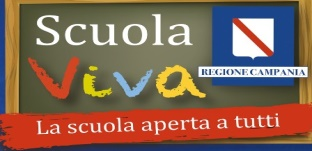 Scuola
viva
REGIONE CAMPANIA
La scuola aperta a tutti